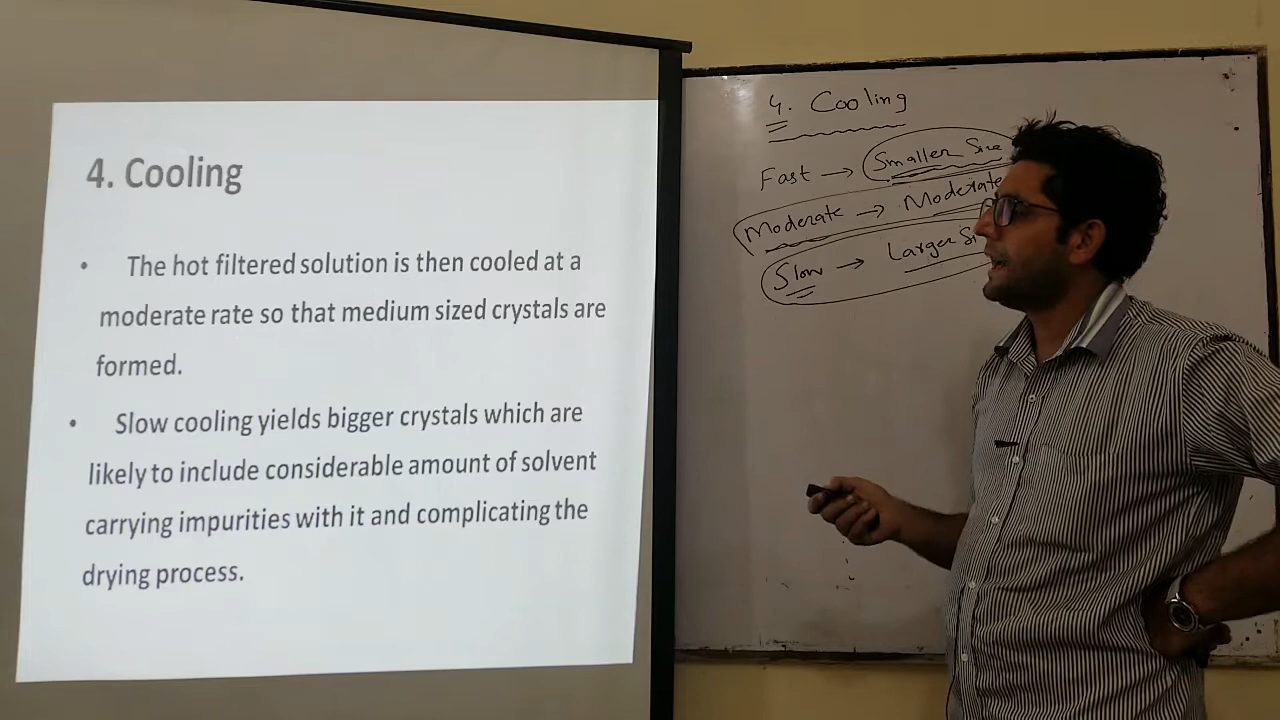 4. Cooling
• The hot filtered solution is then cooled at a
moderate rate so that medium sized crystals are
formed.
• Slow cooling yields bigger crystals which are
likely to include considerable amount of solvent
carrying impurities with it and complicating the
drying process.
4. Cooling
Fast → Smaller Size
Moderate → Moderate
Slow → Larger